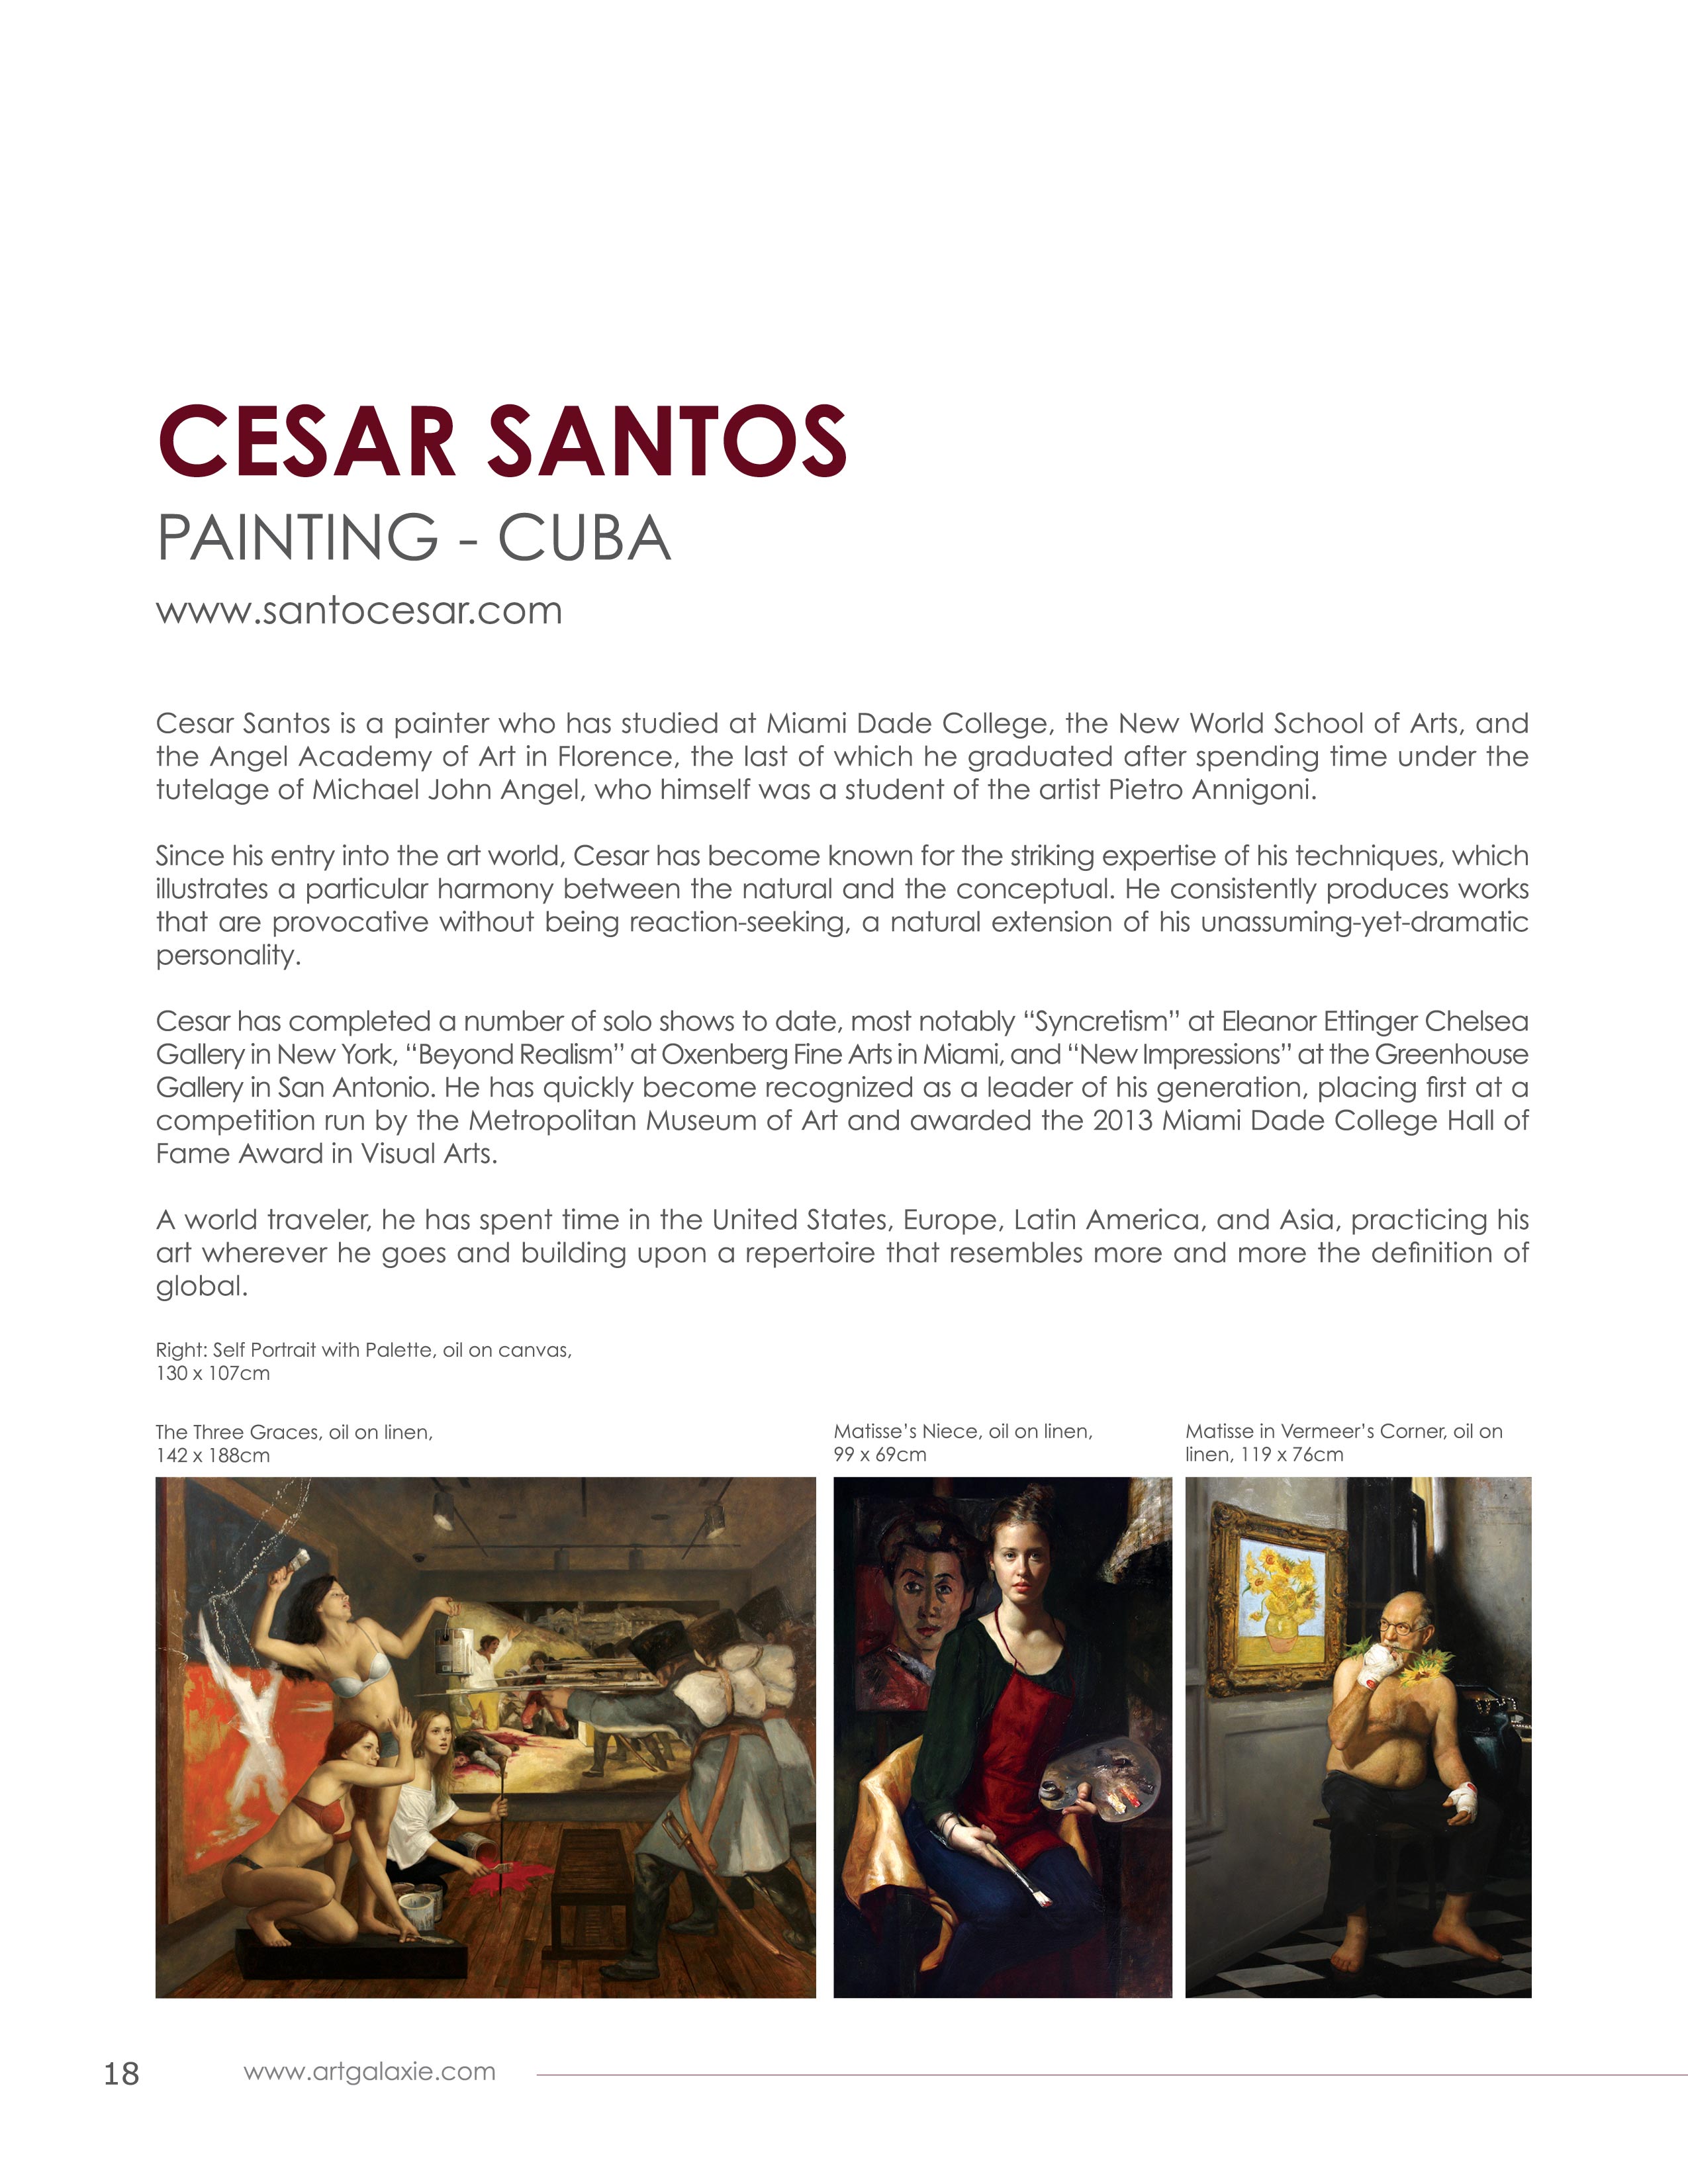 CESAR SANTOS
PAINTING - CUBA
www.santocesar.com
Cesar Santos is a painter who has studied at Miami Dade College, the New World School of Arts, and
the Angel Academy of Art in Florence, the last of which he graduated after spending time under the
tutelage of Michael John Angel, who himself was a student of the artist Pietro Annigoni.
Since his entry into the art world, Cesar has become known for the striking expertise of his techniques, which
illustrates a particular harmony between the natural and the conceptual. He consistently produces works
that are provocative without being reaction-seeking, a natural extension of his unassuming-yet-dramatic
personality.
Cesar has completed a number of solo shows to date, most notably “Syncretism” at Eleanor Ettinger Chelsea
Gallery in New York, “Beyond Realism” at Oxenberg Fine Arts in Miami, and “New Impressions” at the Greenhouse
Gallery in San Antonio. He has quickly become recognized as a leader of his generation, placing first at a
competition run by the Metropolitan Museum of Art and awarded the 2013 Miami Dade College Hall of
Fame Award in Visual Arts.
A world traveler, he has spent time in the United States, Europe, Latin America, and Asia, practicing his
art wherever he goes and building upon a repertoire that resembles more and more the definition of
global.
Right: Self Portrait with Palette, oil on canvas,
130 x 107cm
The Three Graces, oil on linen,
142 x 188cm
Matisse’s Niece, oil on linen,
99 x 69cm
Matisse in Vermeer’s Corner, oil on
linen, 119 x 76cm
18
www.artgalaxie.com